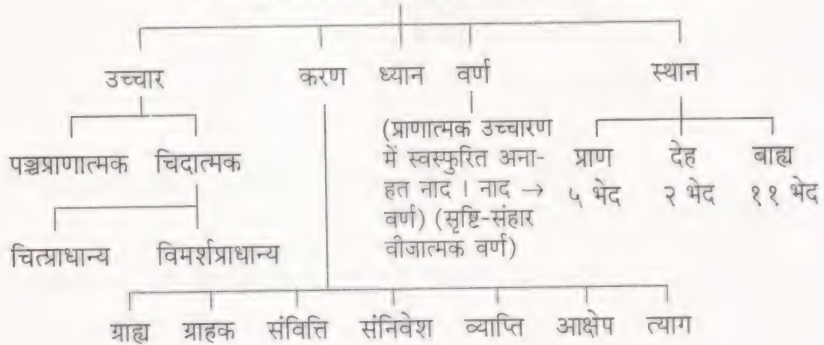 उच्चार करण ध्यान वर्ण स्थान
पञ्चप्राणात्मक चिदात्मक
(प्राणात्मक उच्चारण
में स्वस्फुरित अना-
हत नाद । नाद →
वर्ण) (सृष्टि-संहार
वीजात्मक वर्ण)
प्राण देह बाह्य
५ भेद २ भेद ११ भेद
चित्प्राधान्य विमर्शप्राधान्य
ग्राह्य ग्राहक संवित्ति संनिवेश व्याप्ति आक्षेप त्याग